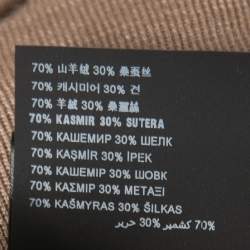 70% 山羊绒 30% 桑蚕丝
70% 캐시미어 30% 견
70% 羊絨 30% 桑蠶絲
70% KASMIR 30% SUTERA
70% КАШЕМИР 30% ШЕЛК
70% KAŞMİR 30% İPEK
70% КАШЕМІР 30% ШОВК
70% ΚΑΣΜΙΡ 30% ΜΕΤΑΞΙ
70% KAŠMYRAS 30% ŠILKAS
70% كشمير 30% حرير